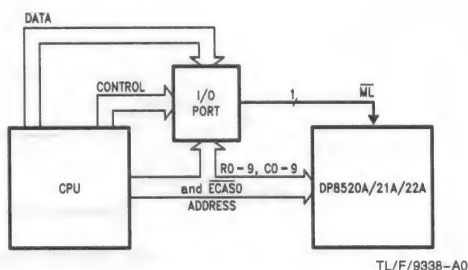 DATA
CONTROL
I/O
PORT
1
ML
CPU
R0-9, C0-9
and ECAS0
ADDRESS
DP8520A/21A/22A
TL/F/9338-A0